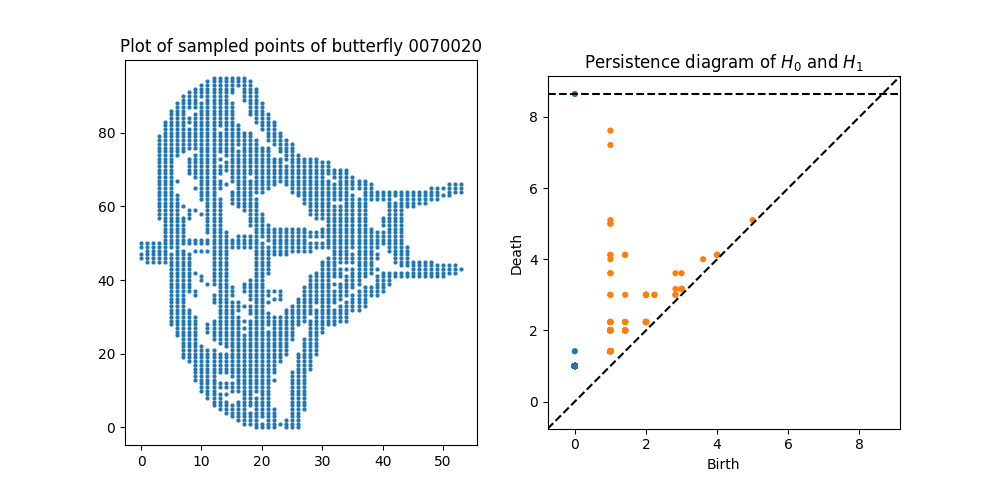 Plot of sampled points of butterfly 0070020
80
60
40
20
0
0 10 20 30 40 50
Persistence diagram of H₀ and H₁
8
6
4
2
0
Death
0 2 4 6 8
Birth